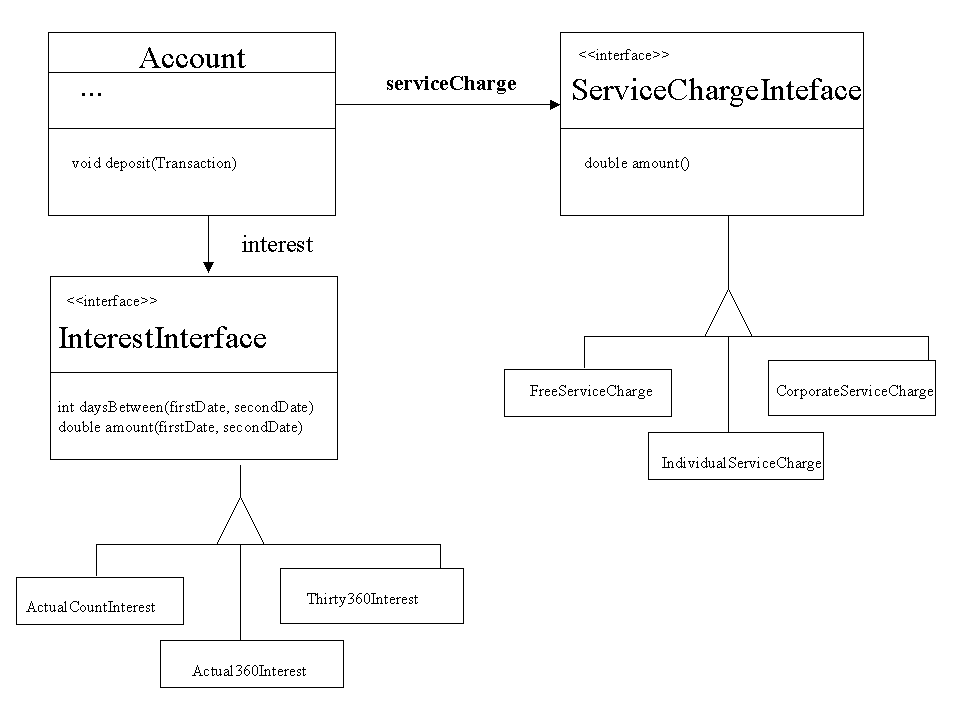 Account
...
void deposit(Transaction)
serviceCharge
<<interface>>
ServiceChargeInteface
double amount()
interest
<<interface>>
InterestInterface
int daysBetween(firstDate, secondDate)
double amount(firstDate, secondDate)
FreeServiceCharge
CorporateServiceCharge
IndividualServiceCharge
ActualCountInterest
Thirty360Interest
Actual360Interest